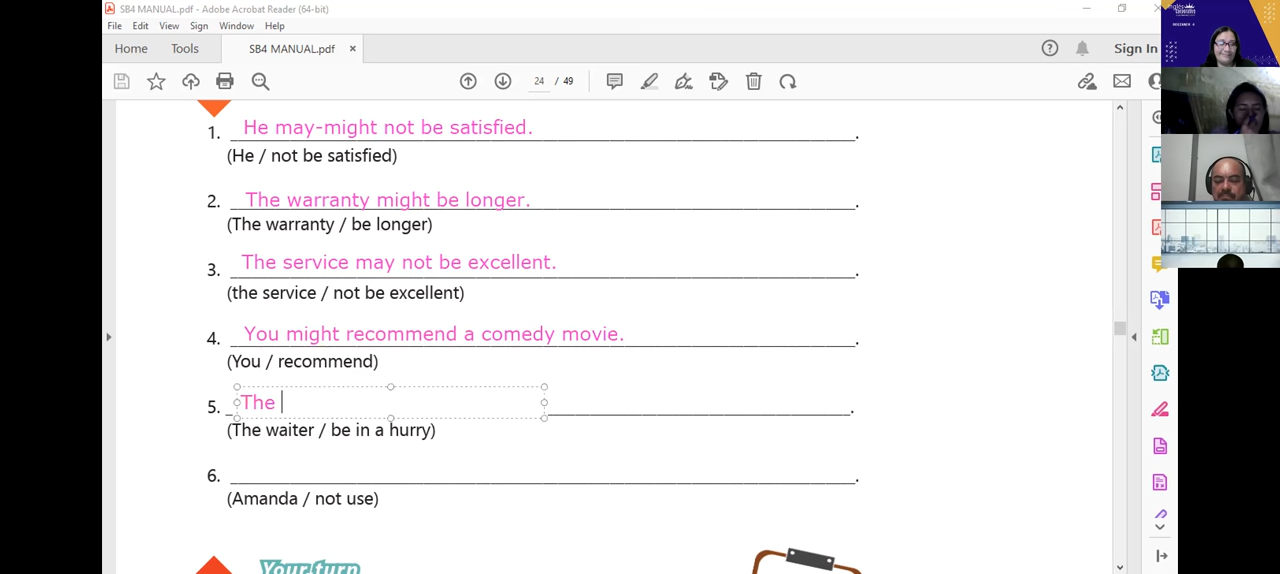 SB4 MANUAL.pdf - Adobe Acrobat Reader (64-bit)
File Edit View Sign Window Help
Home Tools SB4 MANUAL.pdf × Sign In
24 / 49
1. He may-might not be satisfied. .
(He / not be satisfied)
2. The warranty might be longer. .
(The warranty / be longer)
3. The service may not be excellent. .
(the service / not be excellent)
4. You might recommend a comedy movie. .
(You / recommend)
5. The .
(The waiter / be in a hurry)
6. .
(Amanda / not use)
Your turn
BEGINNER 4